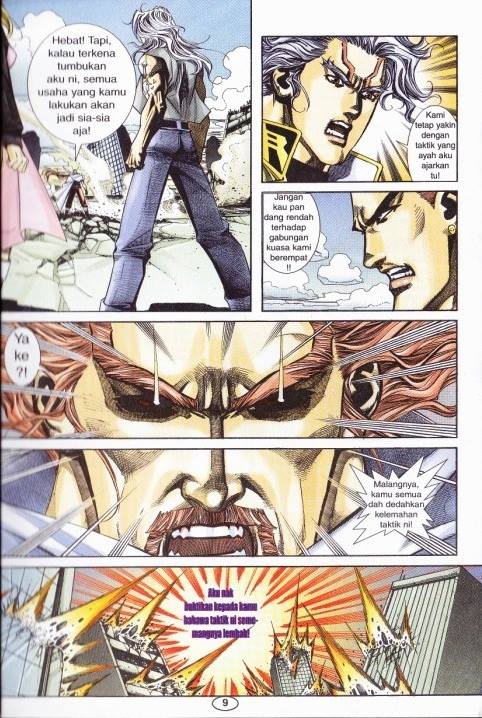 Hebat! Tapi,
kalau terkena
tumbukan
aku ni, semua
usaha yang kamu
lakukan akan
jadi sia-sia
aja!
Kami
tetap yakin
dengan
taktik yang
ayah aku
ajarkan
tu!
Jangan
kau pan
dang rendah
terhadap
gabungan
kuasa kami
berempat
!!
Ya
ke
?!
Malangnya,
kamu semua
dah dedahkan
kelemahan
taktik ni!
Aku nak
buktikan kepada kamu
bahawa taktik ni seme-
mangnya lemah!
9